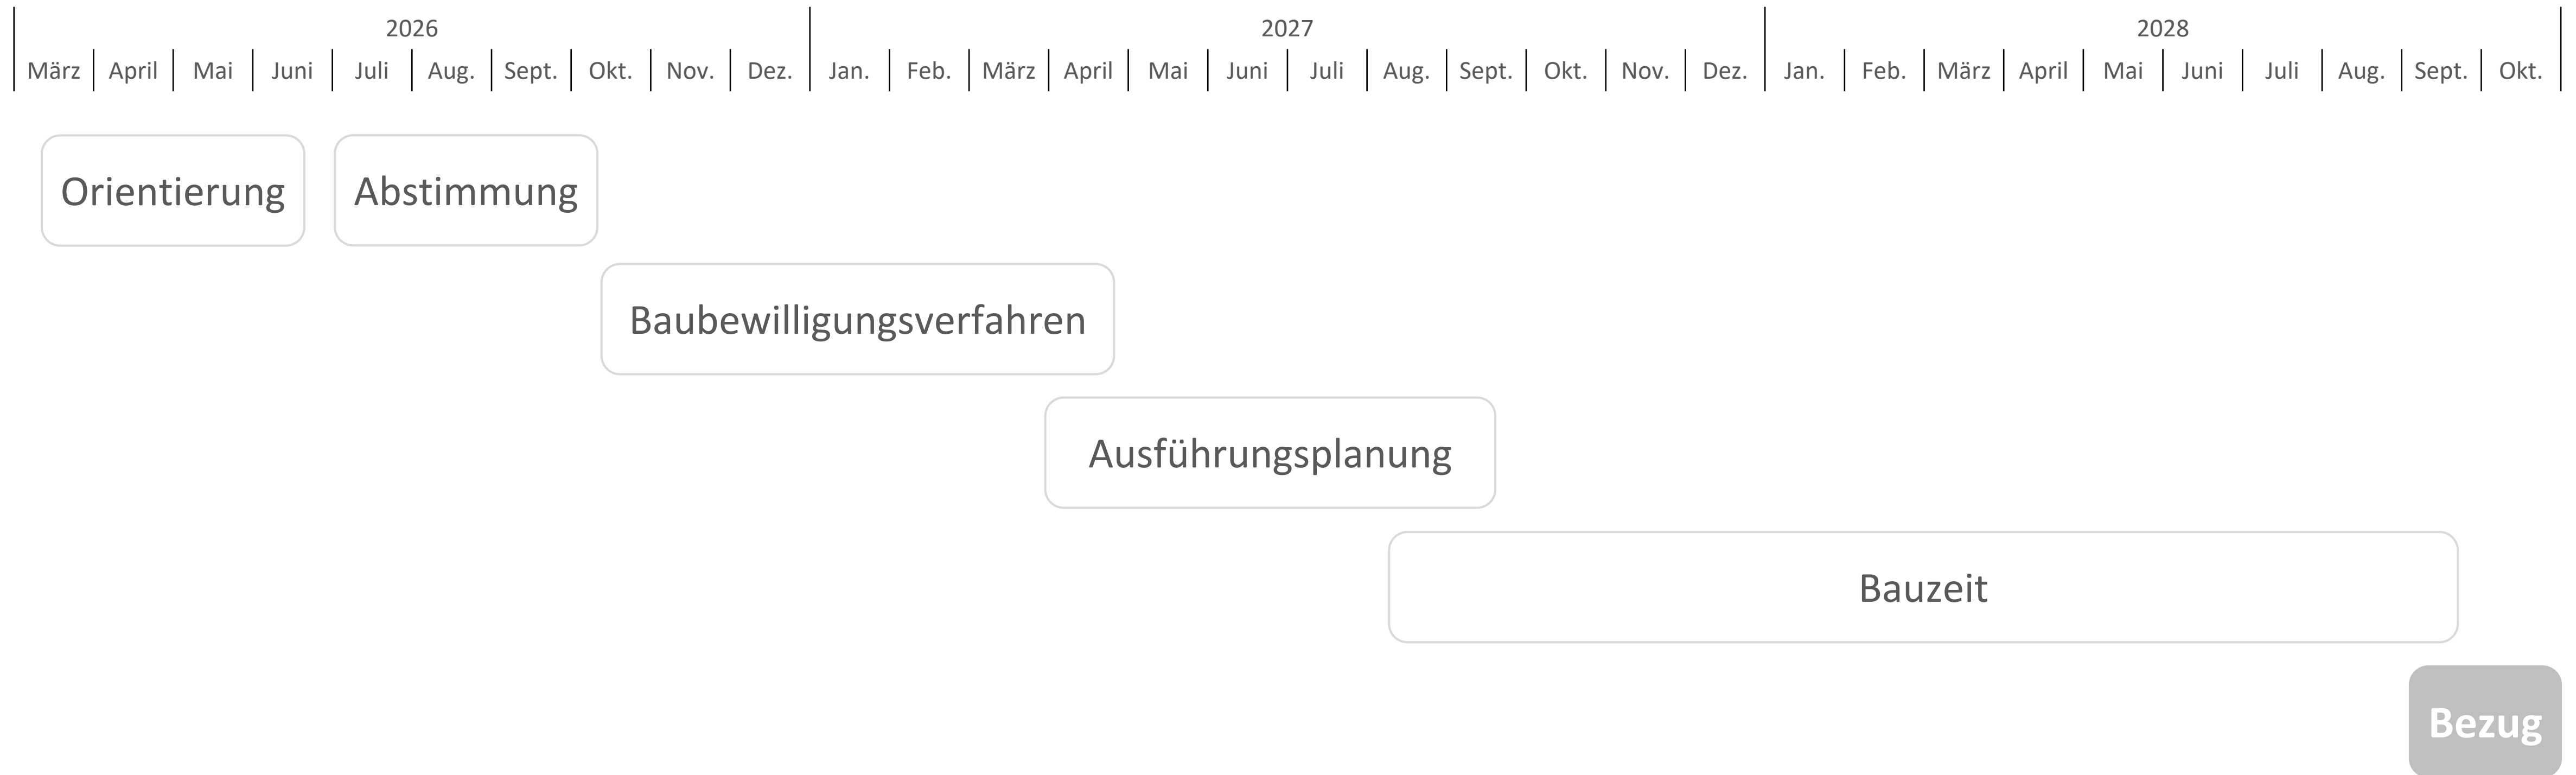 2026 2027 2028
März April Mai Juni Juli Aug. Sept. Okt. Nov. Dez. Jan. Feb. März April Mai Juni Juli Aug. Sept. Okt. Nov. Dez. Jan. Feb. März April Mai Juni Juli Aug. Sept. Okt.
Orientierung Abstimmung
Baubewilligungsverfahren
Ausführungsplanung
Bauzeit
Bezug